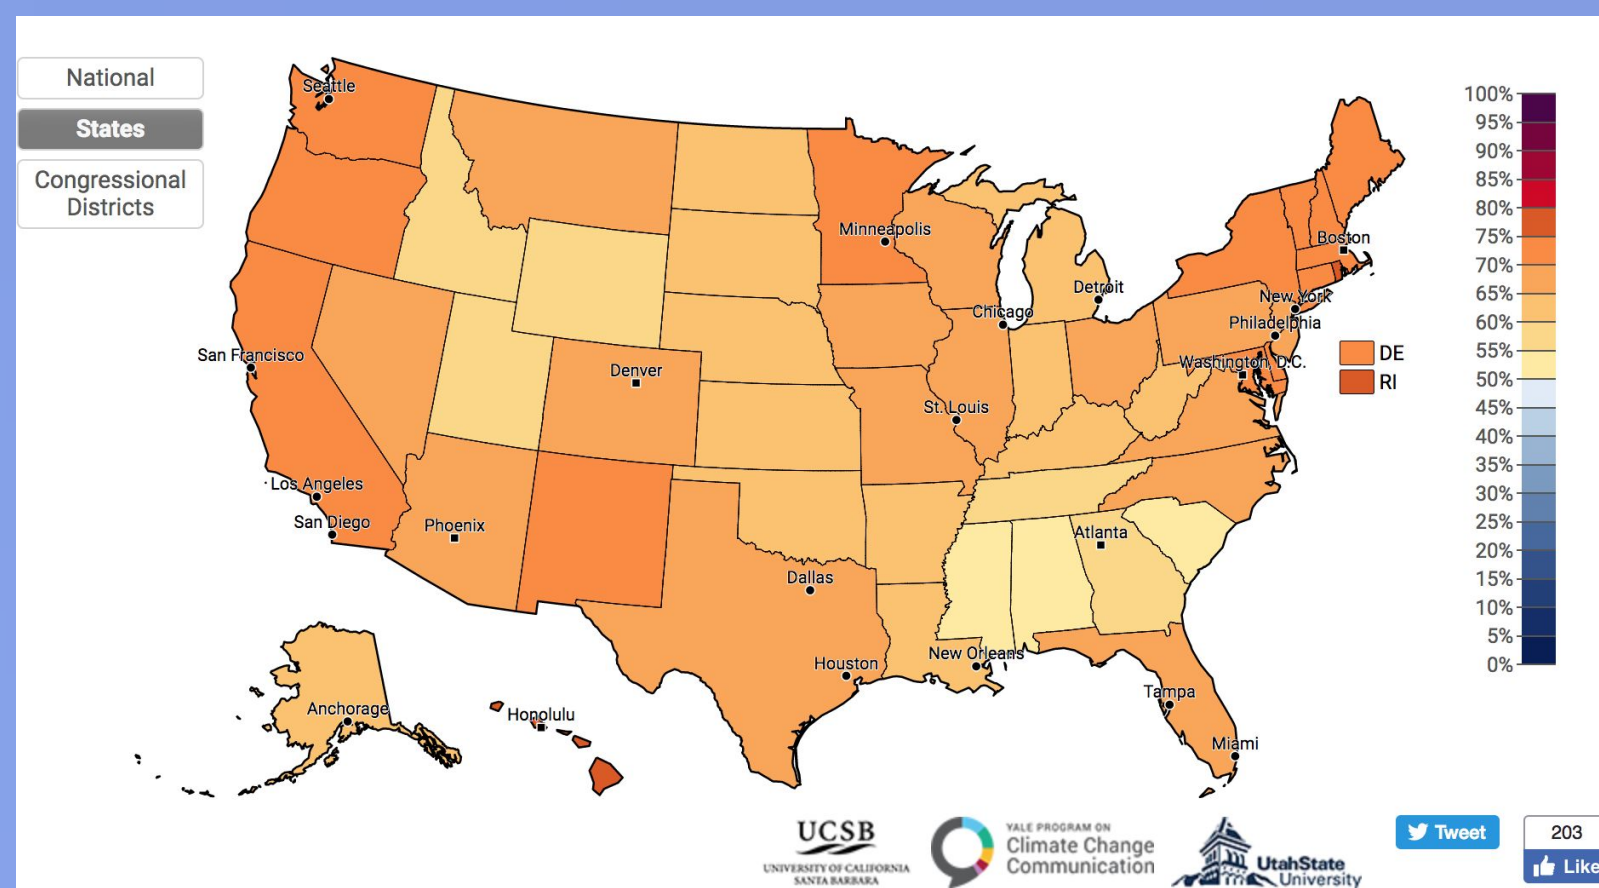 National
States
Congressional
Districts
Seattle
Minneapolis
Boston
Detroit
New York
Chicago
Philadelphia
San Francisco
Washington, D.C.
Denver
St. Louis
Los Angeles
San Diego
Phoenix
Atlanta
Dallas
Houston
New Orleans
Tampa
Miami
Anchorage
Honolulu
DE
RI
100%
95%
90%
85%
80%
75%
70%
65%
60%
55%
50%
45%
40%
35%
30%
25%
20%
15%
10%
5%
0%
UCSB
UNIVERSITY OF CALIFORNIA
SANTA BARBARA
YALE PROGRAM ON
Climate Change
Communication
UtahState
University
Tweet
203
Like